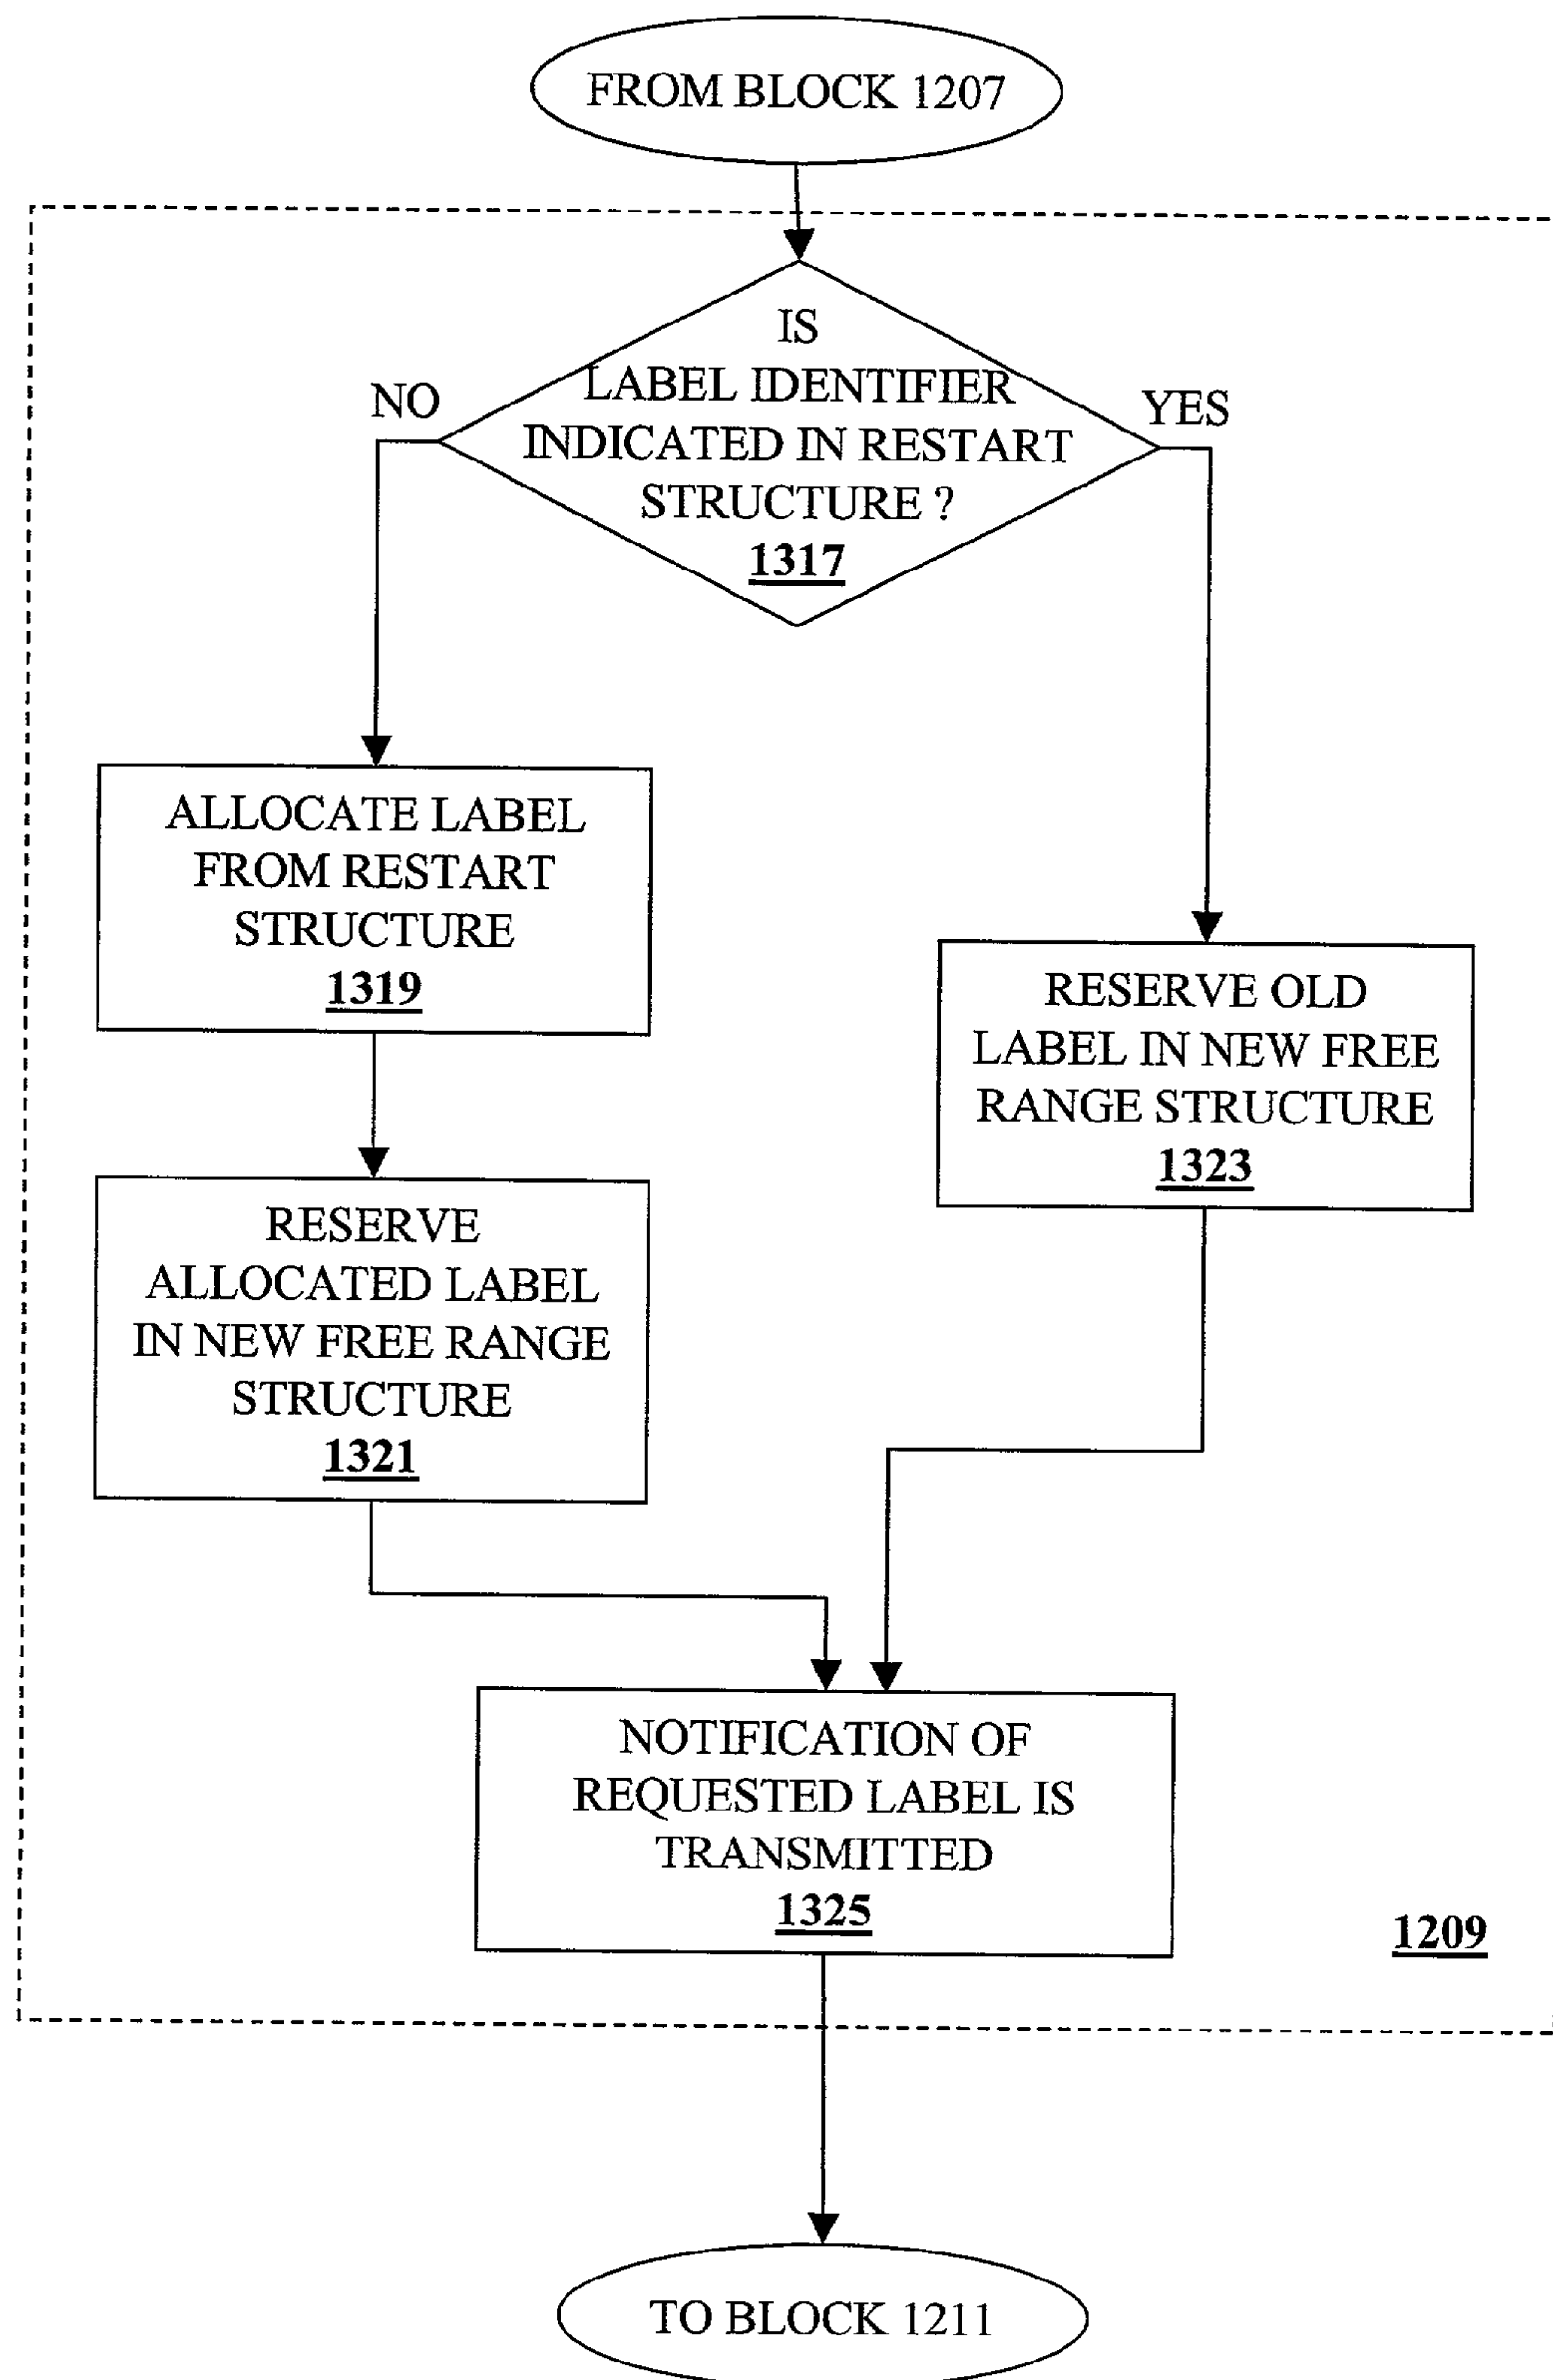 FROM BLOCK 1207
IS
LABEL IDENTIFIER
INDICATED IN RESTART
STRUCTURE ?
1317
NO
YES
ALLOCATE LABEL
FROM RESTART
STRUCTURE
1319
RESERVE OLD
LABEL IN NEW FREE
RANGE STRUCTURE
1323
RESERVE
ALLOCATED LABEL
IN NEW FREE RANGE
STRUCTURE
1321
NOTIFICATION OF
REQUESTED LABEL IS
TRANSMITTED
1325
1209
TO BLOCK 1211